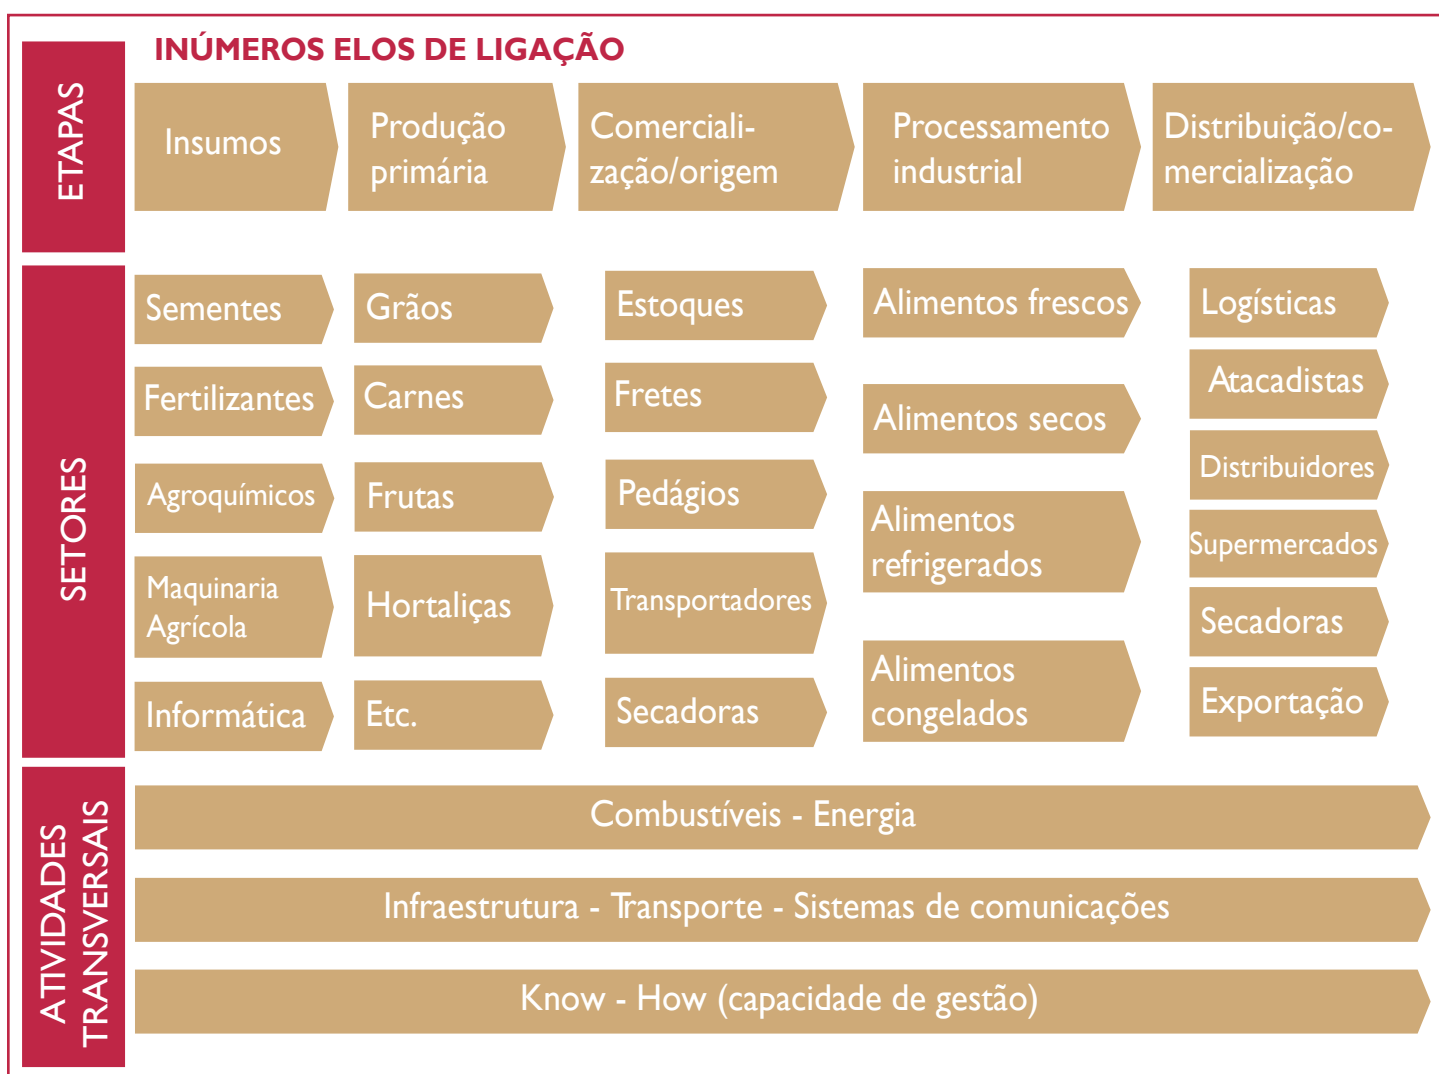 INÚMEROS ELOS DE LIGAÇÃO
ETAPAS
Insumos
Produção
primária
Comerciali-
zação/origem
Processamento
industrial
Distribuição/co-
mercialização
SETORES
Sementes
Fertilizantes
Agroquímicos
Maquinaria
Agrícola
Informática
Grãos
Carnes
Frutas
Hortaliças
Etc.
Estoques
Fretes
Pedágios
Transportadores
Secadoras
Alimentos frescos
Alimentos secos
Alimentos
refrigerados
Alimentos
congelados
Logísticas
Atacadistas
Distribuidores
Supermercados
Secadoras
Exportação
ATIVIDADES
TRANSVERSAIS
Combustíveis - Energia
Infraestrutura - Transporte - Sistemas de comunicações
Know - How (capacidade de gestão)